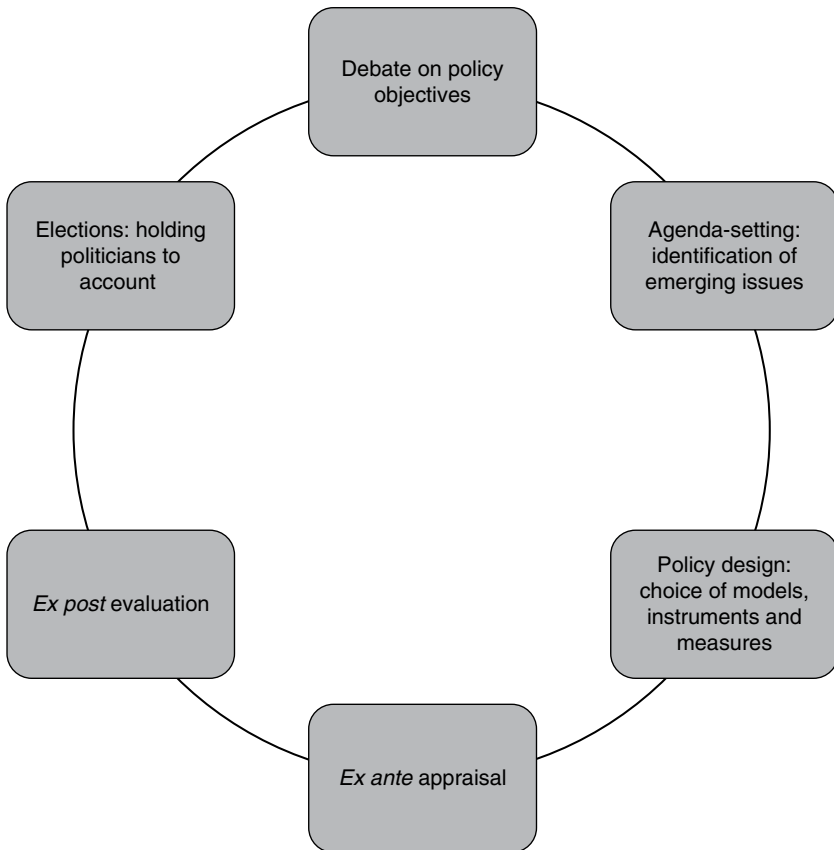 Debate on policy
objectives
Agenda-setting:
identification of
emerging issues
Policy design:
choice of models,
instruments and
measures
Ex ante appraisal
Ex post evaluation
Elections: holding
politicians to
account